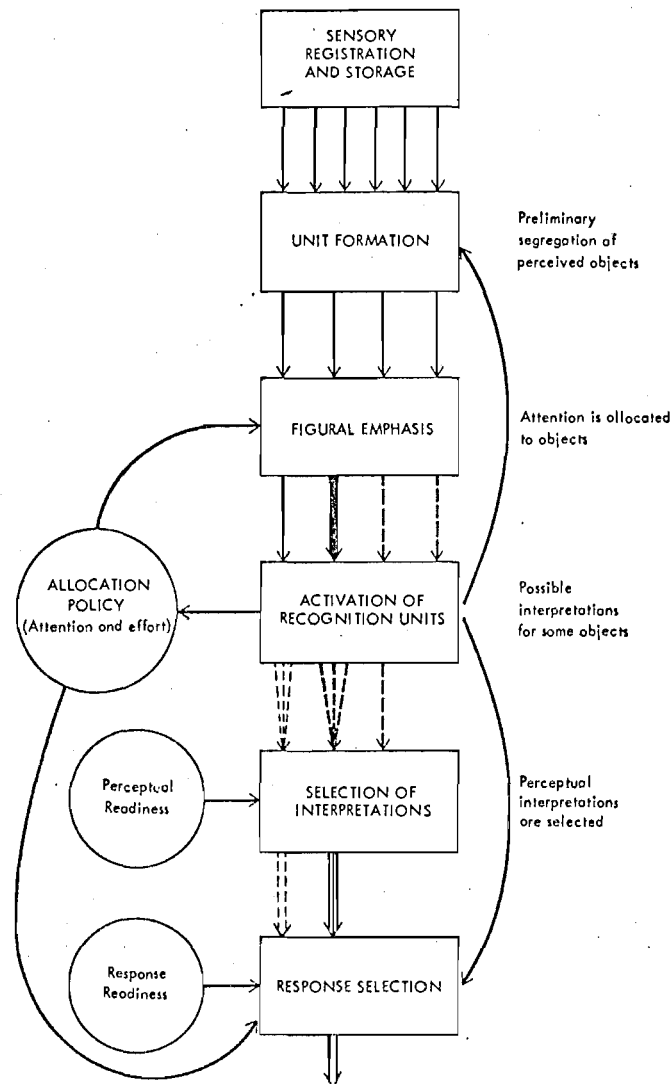 SENSORY
REGISTRATION
AND STORAGE
UNIT FORMATION
Preliminary
segregation of
perceived objects
FIGURAL EMPHASIS
Attention is allocated
to objects
ALLOCATION
POLICY
(Attention and effort)
ACTIVATION OF
RECOGNITION UNITS
Possible
interpretations
for some objects
Perceptual
Readiness
SELECTION OF
INTERPRETATIONS
Perceptual
interpretations
are selected
Response
Readiness
RESPONSE SELECTION